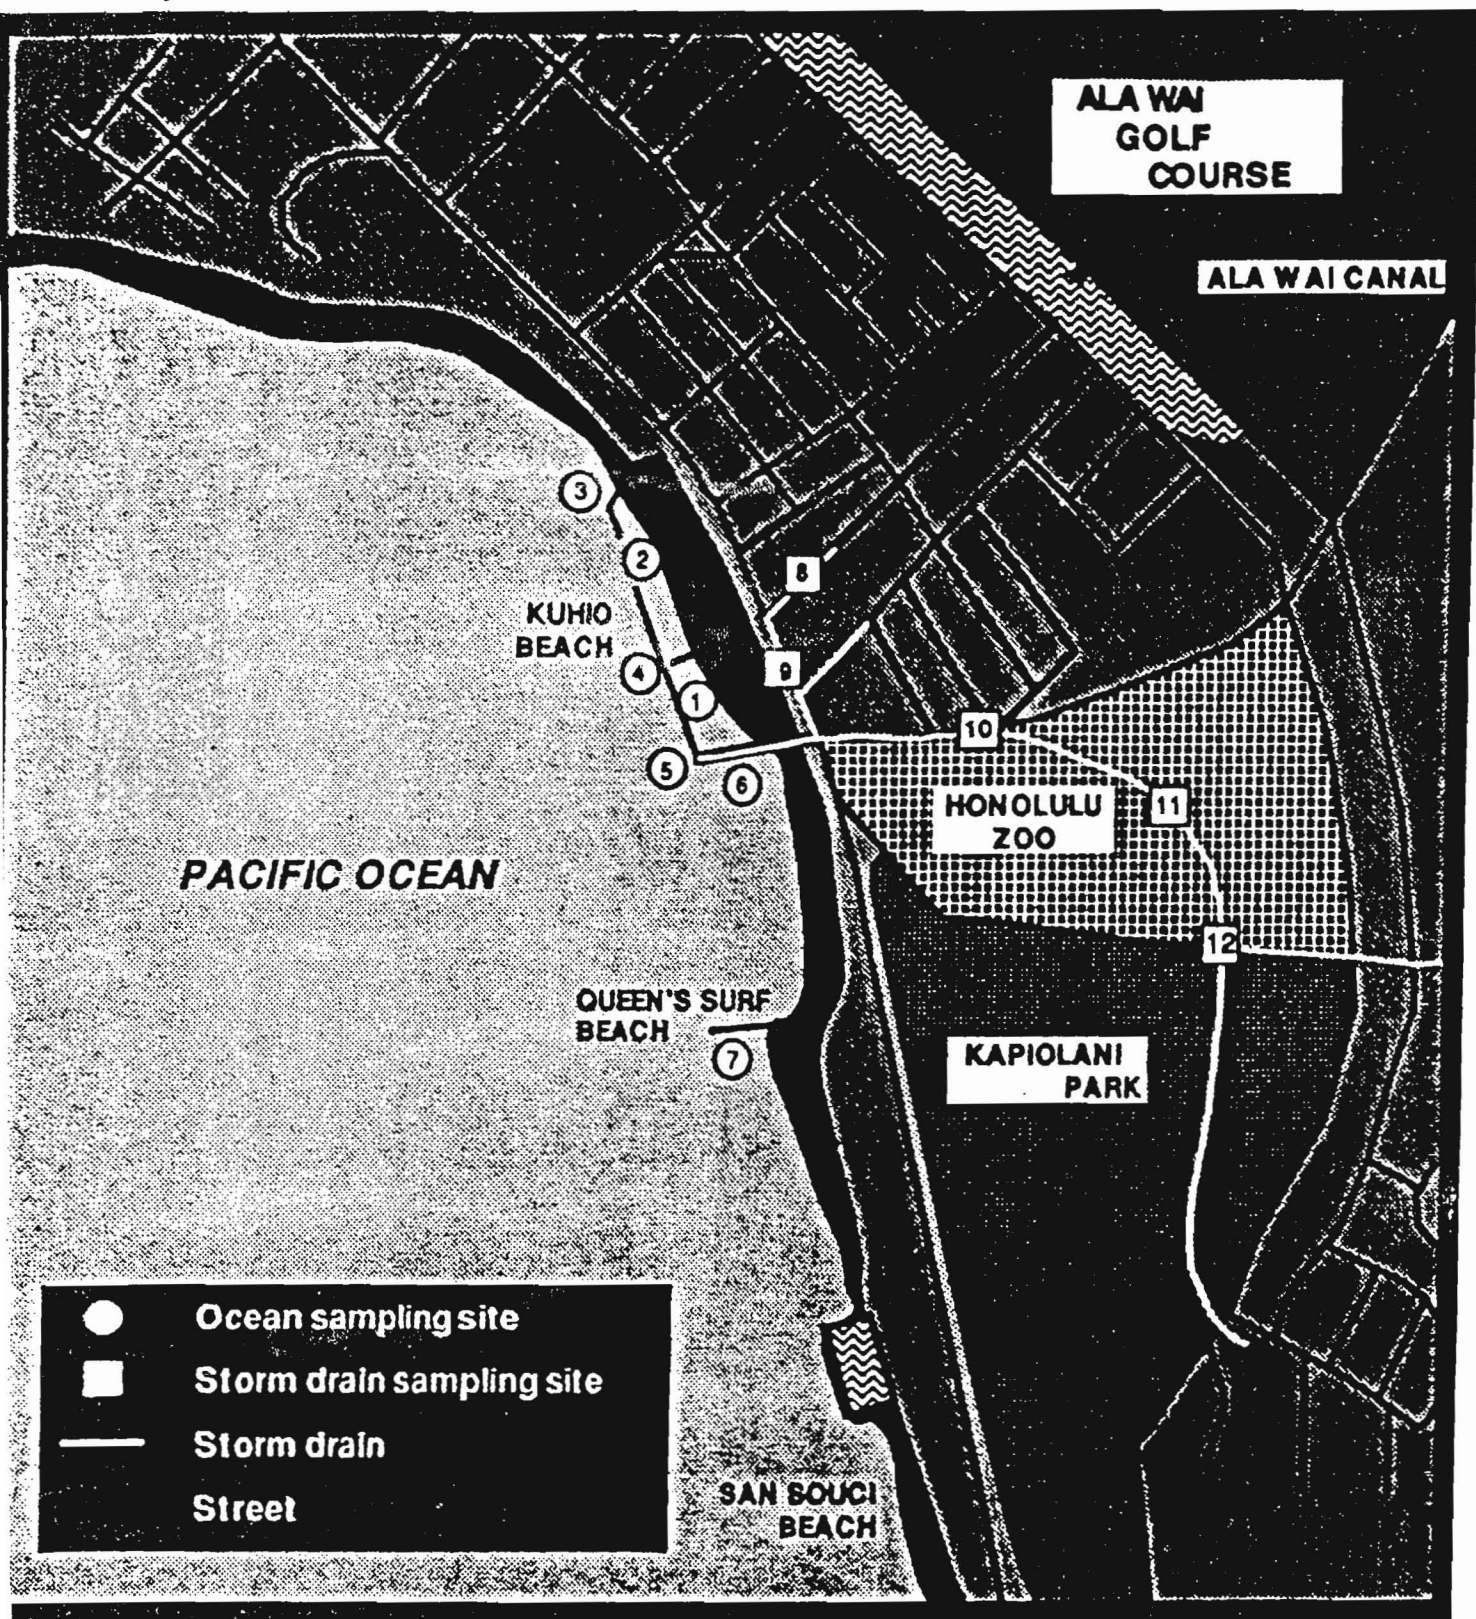 ALA WAI
GOLF
COURSE
ALA WAI CANAL
3
2
8
KUHIO
BEACH
4
9
1
10
5
6
11
HONOLULU
ZOO
PACIFIC OCEAN
12
QUEEN'S SURF
BEACH
7
KAPIOLANI
PARK
Ocean sampling site
Storm drain sampling site
Storm drain
Street
SAN SOUCI
BEACH